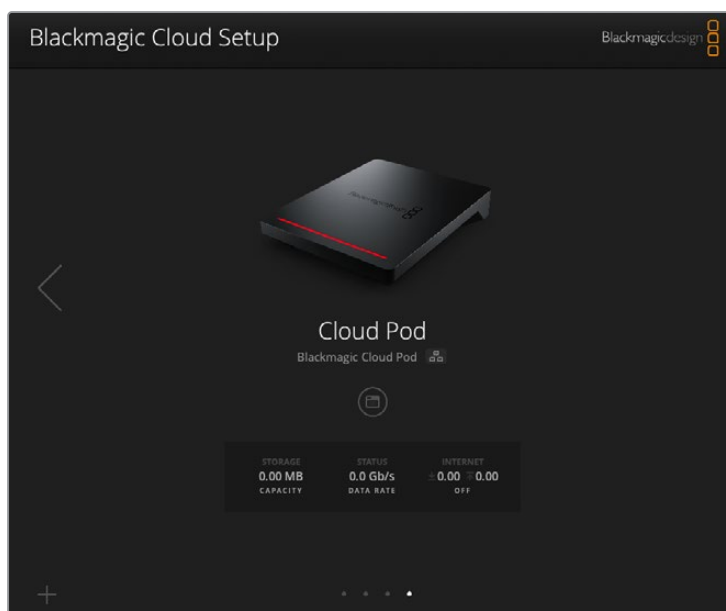 Blackmagic Cloud Setup
Blackmagicdesign
Blackmagicdesign
Cloud Pod
Blackmagic Cloud Pod
STORAGE STATUS INTERNET
0.00 MB 0.0 Gb/s 0.00 0.00
CAPACITY DATA RATE OFF